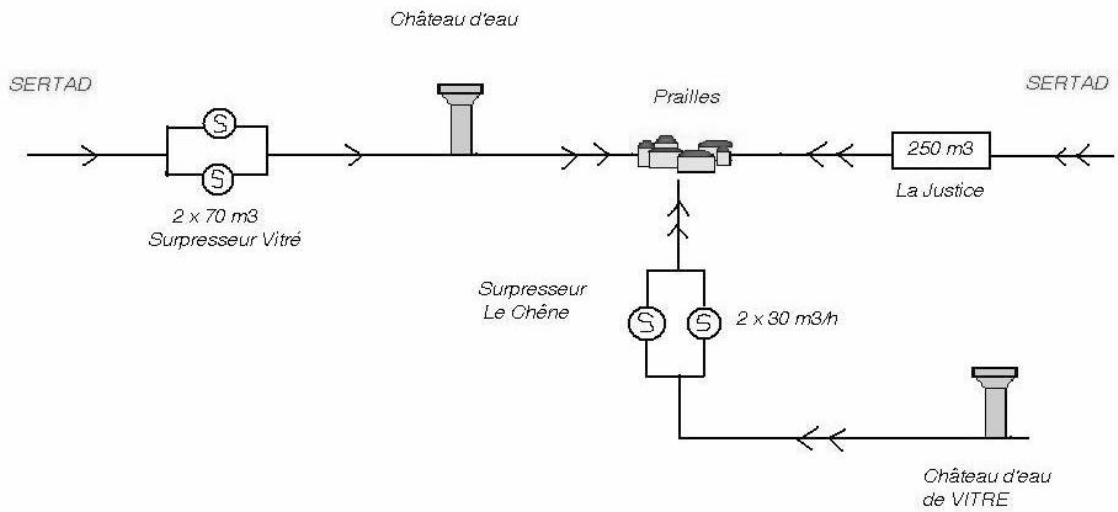 Château d'eau
SERTAD
Prailles
SERTAD
250 m3
La Justice
2 x 70 m3
Surpresseur Vitré
Surpresseur
Le Chêne
2 x 30 m3/h
Château d'eau
de VITRE